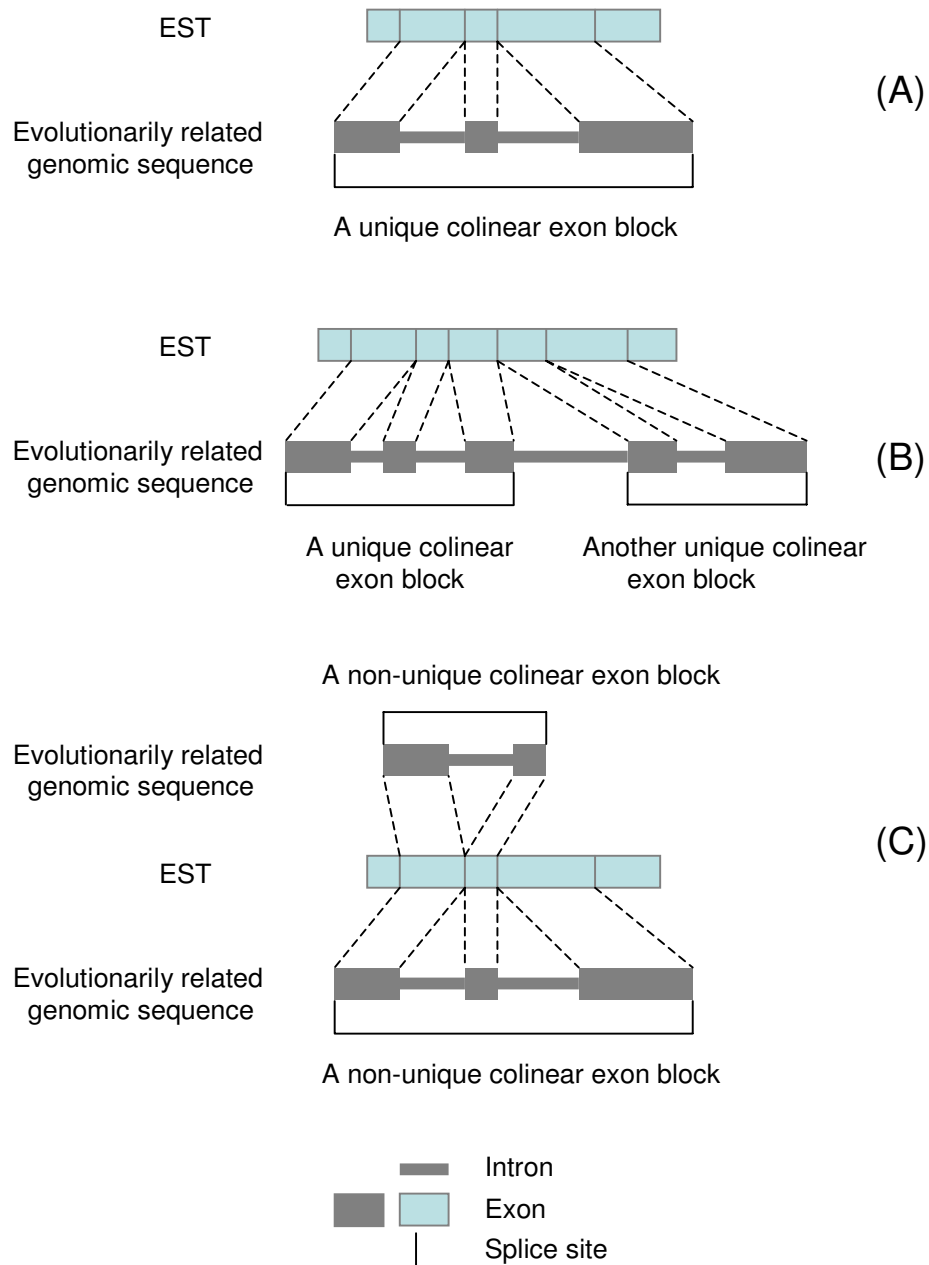 EST
(A)
Evolutionarily related
genomic sequence
A unique colinear exon block
EST
Evolutionarily related
genomic sequence
(B)
A unique colinear
exon block
Another unique colinear
exon block
A non-unique colinear exon block
Evolutionarily related
genomic sequence
(C)
EST
Evolutionarily related
genomic sequence
A non-unique colinear exon block
Intron
Exon
Splice site